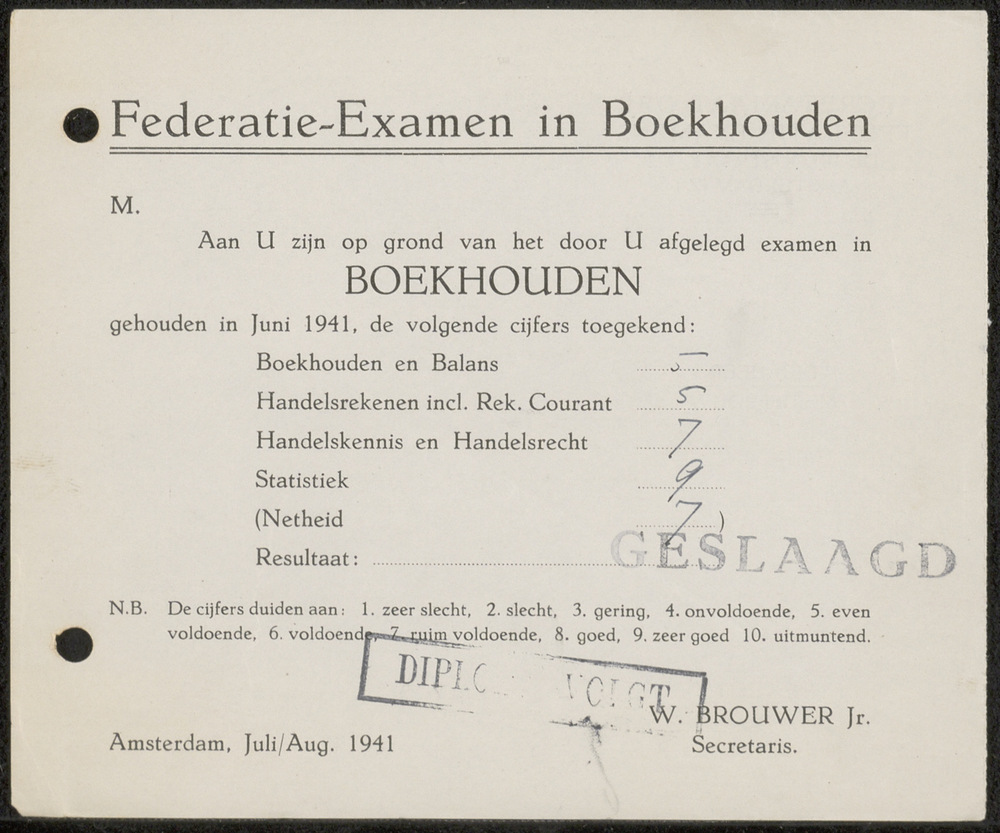 Federatie-Examen in Boekhouden
M.
Aan U zijn op grond van het door U afgelegd examen in
BOEKHOUDEN
gehouden in Juni 1941, de volgende cijfers toegekend:
Boekhouden en Balans 5
Handelsrekenen incl. Rek. Courant 5
Handelskennis en Handelsrecht 7
Statistiek 9
(Netheid 7)
Resultaat: GESLAAGD
N.B. De cijfers duiden aan: 1. zeer slecht, 2. slecht, 3. gering, 4. onvoldoende, 5. even
voldoende, 6. voldoende, 7. ruim voldoende, 8. goed, 9. zeer goed 10. uitmuntend.
DIPLO VOLGT
W. BROUWER Jr.
Amsterdam, Juli/Aug. 1941 Secretaris.